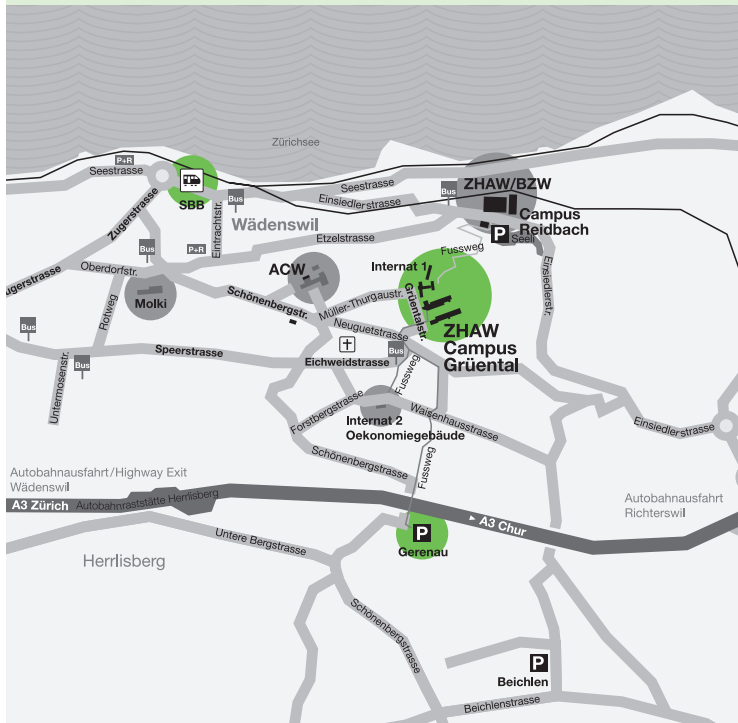 Zürichsee
P+R
Seestrasse
SBB
Bus
Seestrasse
Einsiedlerstrasse
Bus
ZHAW/BZW
Campus
Reidbach
P
Seeli
Fussweg
Zugerstrasse
Eintrachtstr.
Wädenswil
Etzelstrasse
Bus
P+R
Zugerstrasse
Oberdorfstr.
Molki
Rotweg
ACW
Schönenbergstr.
Internat 1
Müller-Thurgaustr.
Grüentalstr.
Neuguetstrasse
ZHAW
Campus
Grüental
Einsiedlerstr.
Bus
Bus
Untermosenstr.
Speerstrasse
Eichweidstrasse
Bus
Fussweg
Forstbergstrasse
Internat 2
Oekonomiegebäude
Waisenhausstrasse
Einsiedlerstrasse
Schönenbergstrasse
Fussweg
Autobahnausfahrt/Highway Exit
Wädenswil
A3 Zürich
Autobahnraststätte Herrlisberg
A3 Chur
Autobahnausfahrt
Richterswil
P
Gerenau
Untere Bergstrasse
Herrlisberg
Schönenbergstrasse
P
Beichlen
Beichlenstrasse